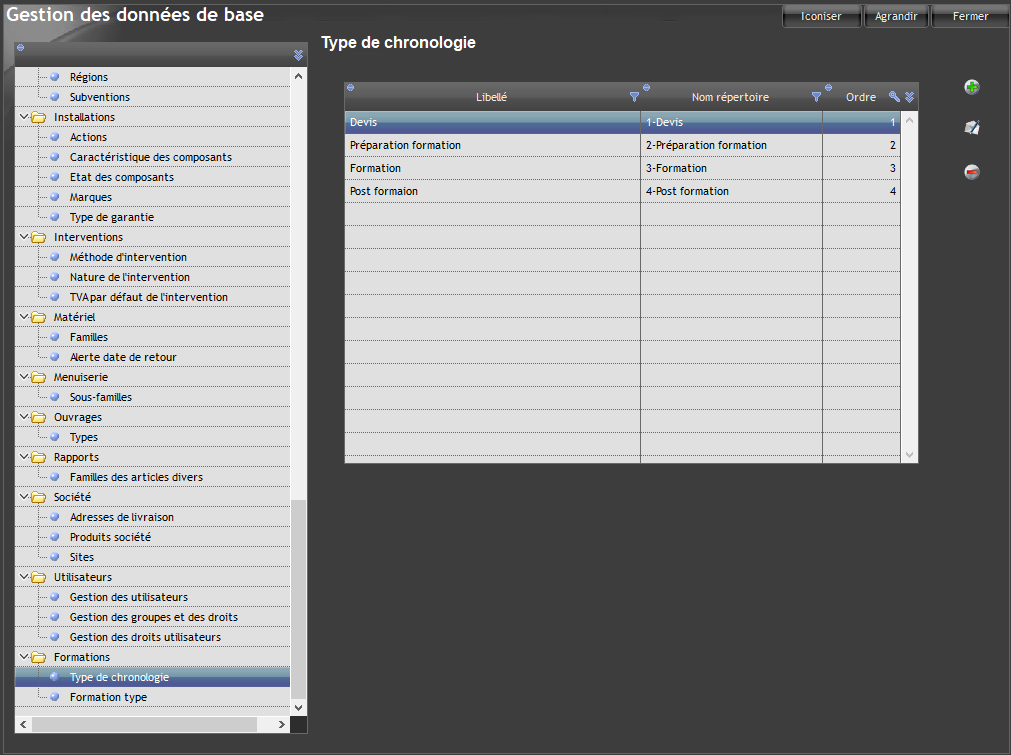 Gestion des données de base
Iconiser
Agrandir
Fermer
Régions
Subventions
Installations
Actions
Caractéristique des composants
Etat des composants
Marques
Type de garantie
Interventions
Méthode d'intervention
Nature de l'intervention
TVA par défaut de l'intervention
Matériel
Familles
Alerte date de retour
Menuiserie
Sous-familles
Ouvrages
Types
Rapports
Familles des articles divers
Société
Adresses de livraison
Produits société
Sites
Utilisateurs
Gestion des utilisateurs
Gestion des groupes et des droits
Gestion des droits utilisateurs
Formations
Type de chronologie
Formation type
Type de chronologie
Libellé Nom répertoire Ordre
Devis 1-Devis 1
Préparation formation 2-Préparation formation 2
Formation 3-Formation 3
Post formaion 4-Post formation 4